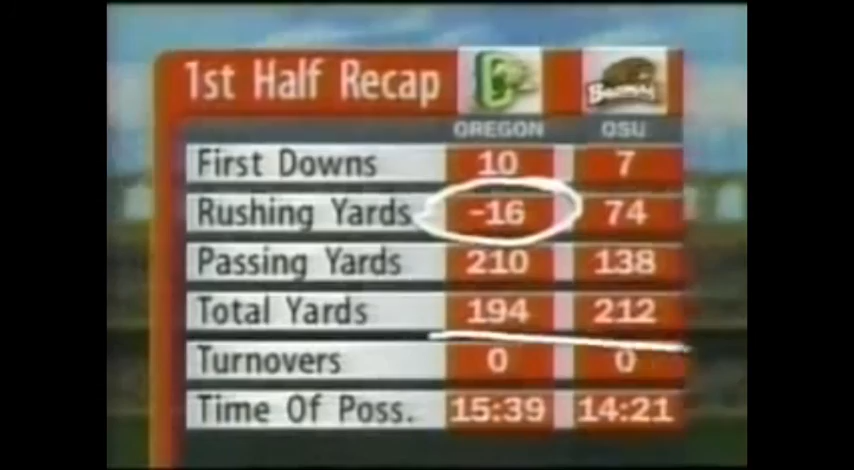 1st Half Recap
OREGON OSU
First Downs 10 7
Rushing Yards -16 74
Passing Yards 210 138
Total Yards 194 212
Turnovers 0 0
Time Of Poss. 15:39 14:21